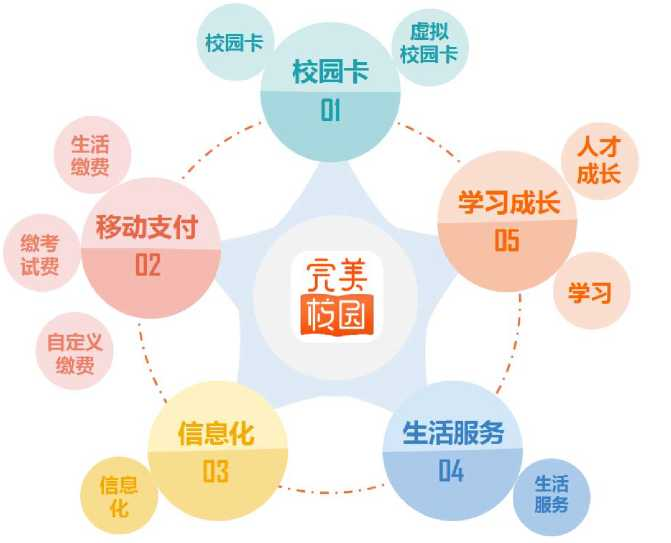 校园卡
虚拟
校园卡
校园卡
01
生活
缴费
移动支付
02
缴考
试费
自定义
缴费
人才
成长
学习成长
05
学习
完美
校园
信息化
03
信息
化
生活服务
04
生活
服务